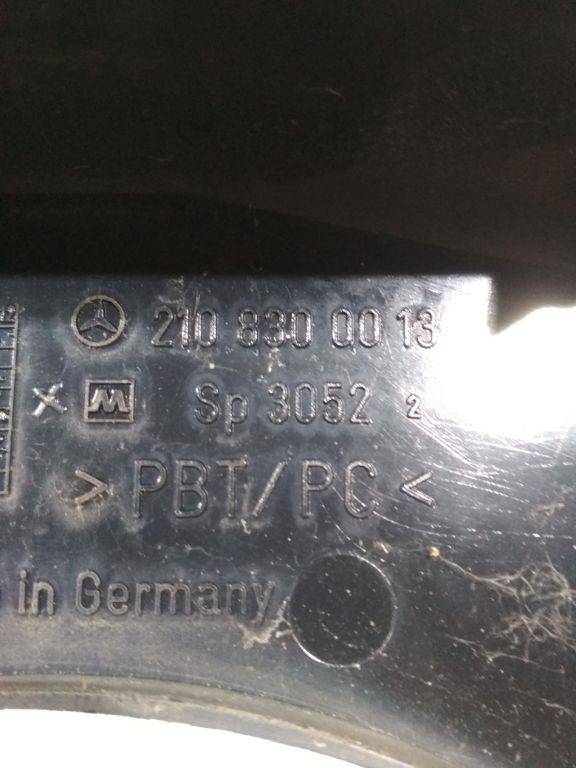 210 830 00 13
x M Sp 3052 2
> PBT/PC <
in Germany